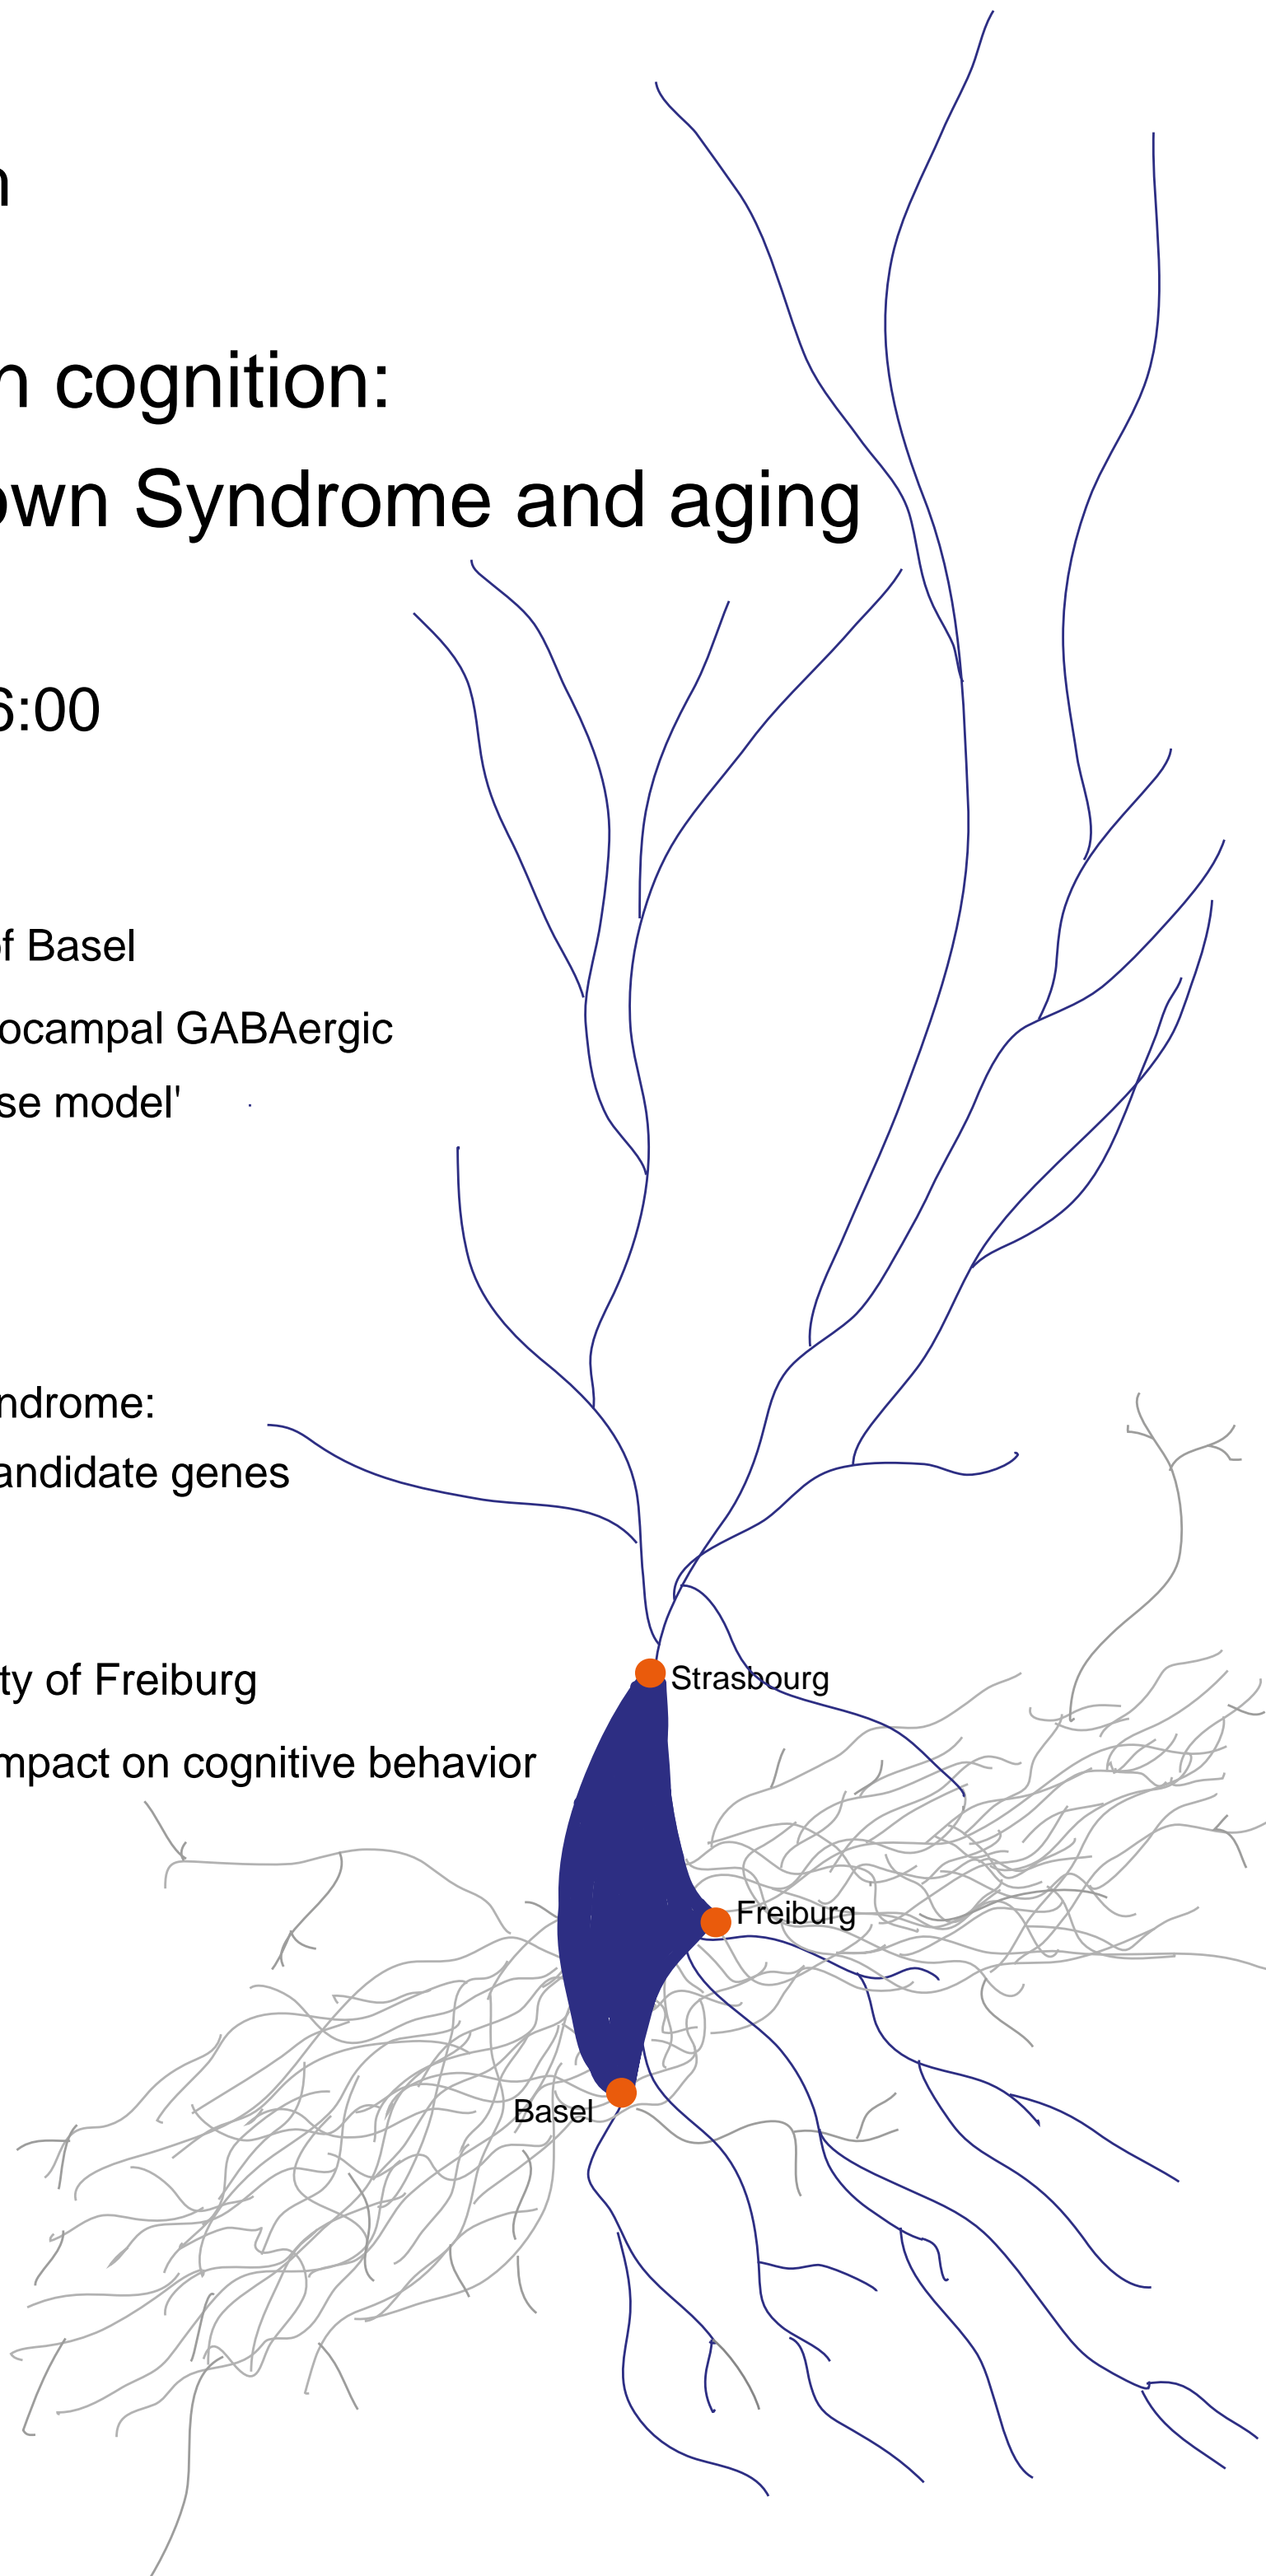 n
n cognition:
own Syndrome and aging
6:00
of Basel
ocampal GABAergic
se model'
ndrome:
andidate genes
ty of Freiburg
mpact on cognitive behavior
Strasbourg
Freiburg
Basel